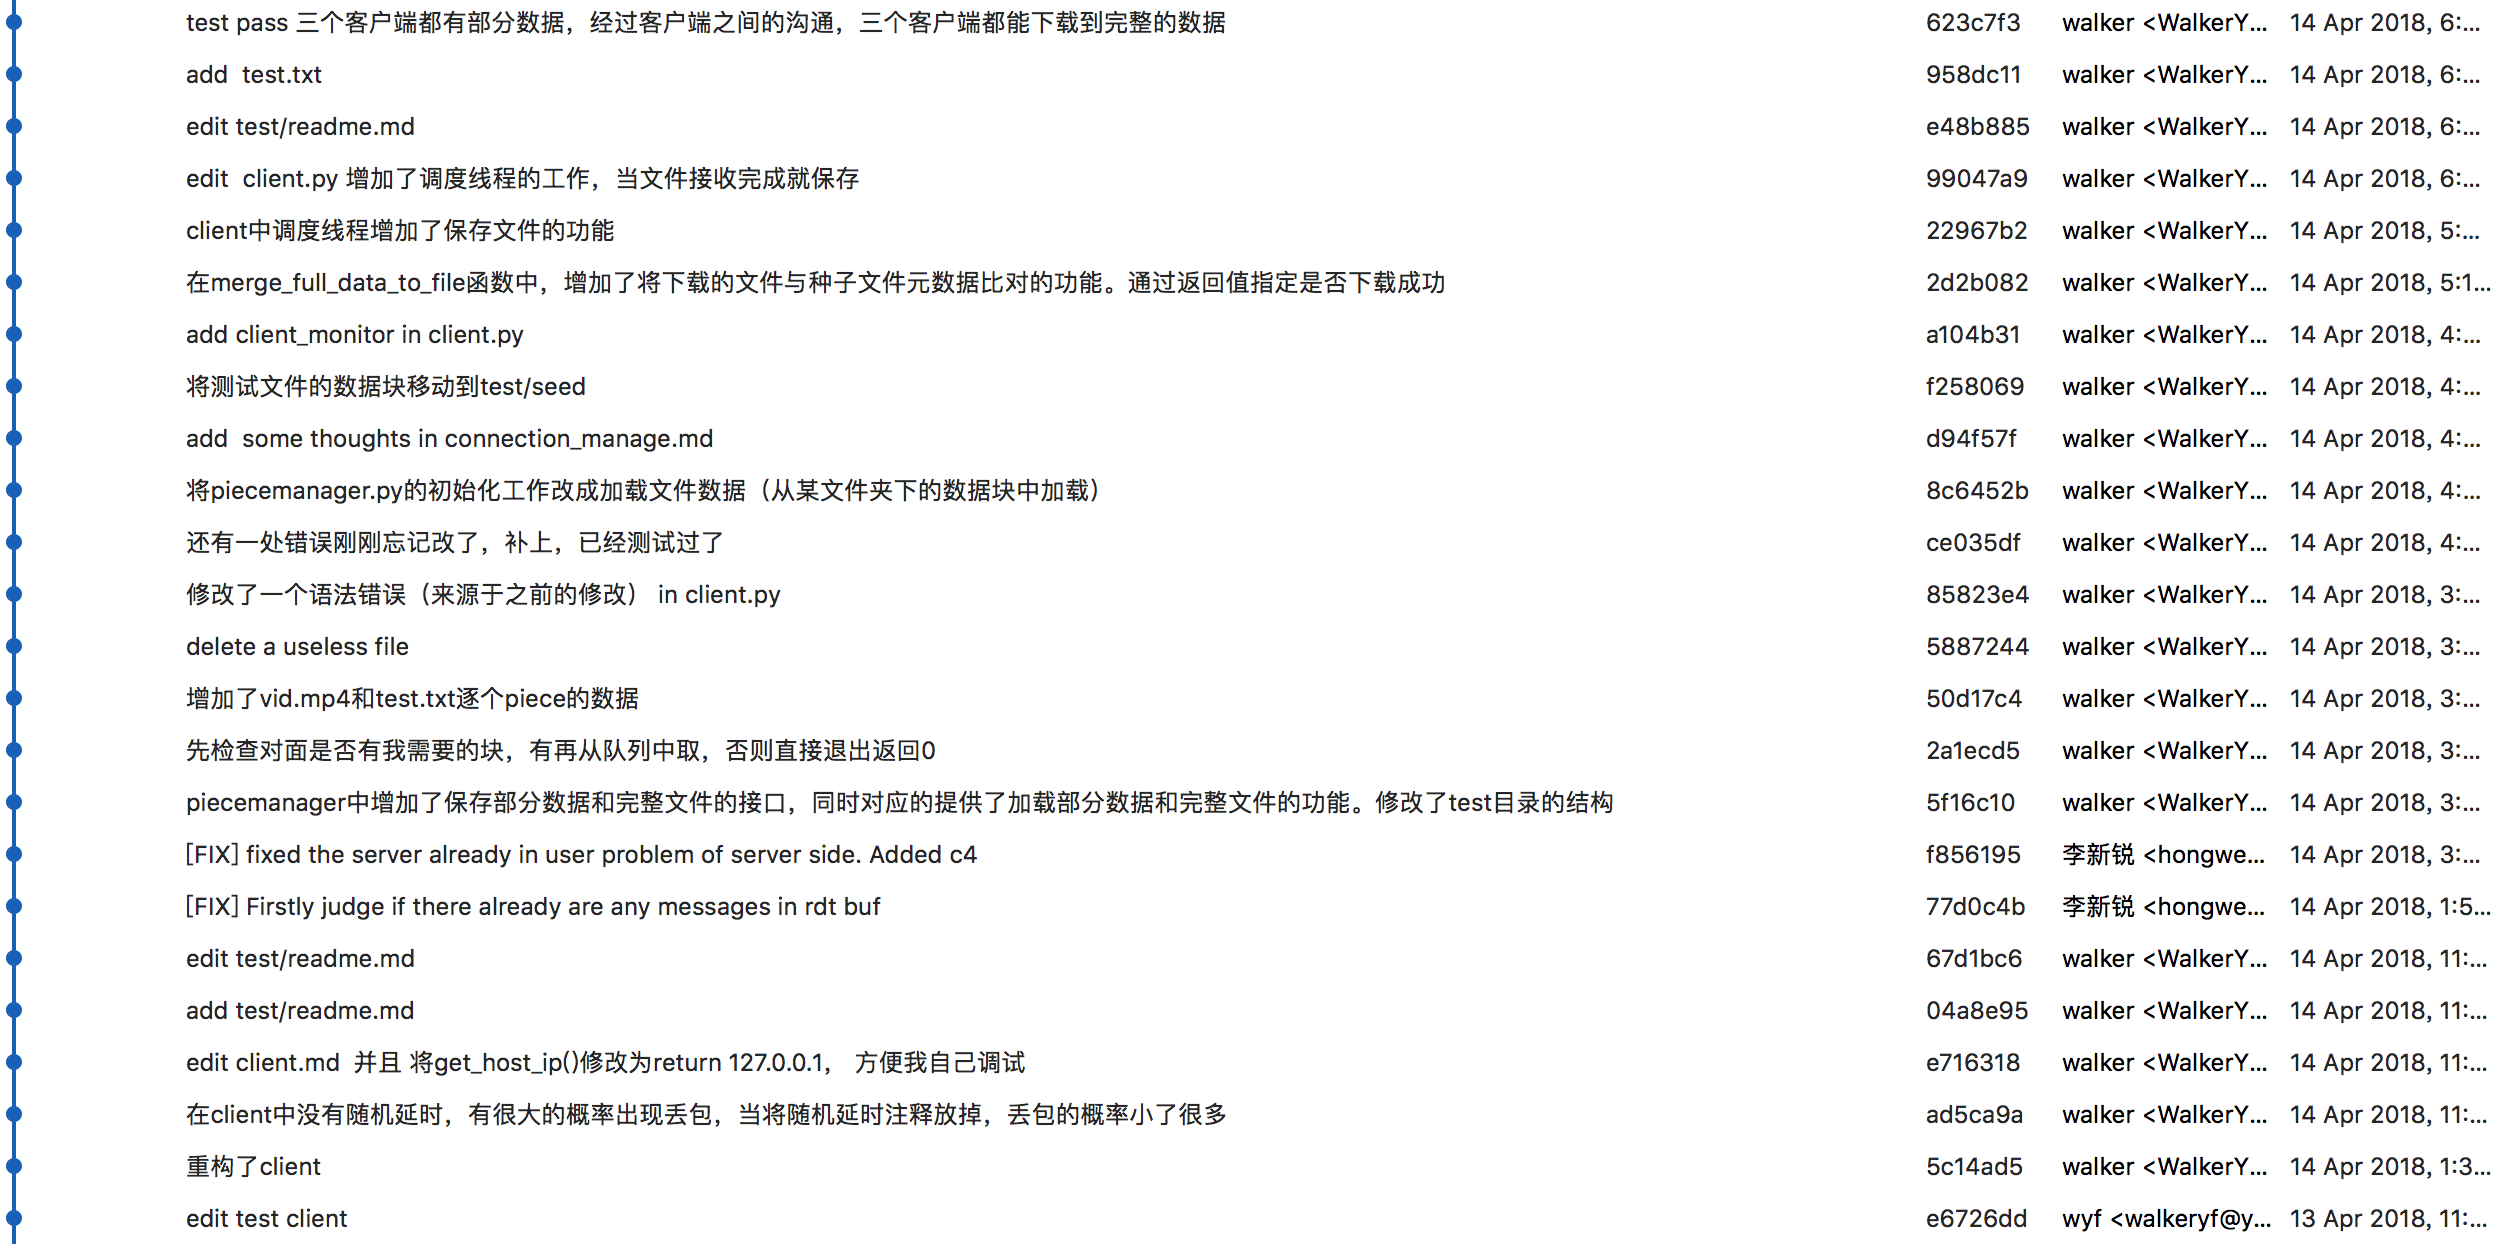 test pass 三个客户端都有部分数据，经过客户端之间的沟通，三个客户端都能下载到完整的数据 623c7f3 walker <WalkerY... 14 Apr 2018, 6:...
add  test.txt 958dc11 walker <WalkerY... 14 Apr 2018, 6:...
edit test/readme.md e48b885 walker <WalkerY... 14 Apr 2018, 6:...
edit  client.py 增加了调度线程的工作，当文件接收完成就保存 99047a9 walker <WalkerY... 14 Apr 2018, 6:...
client中调度线程增加了保存文件的功能 22967b2 walker <WalkerY... 14 Apr 2018, 5:...
在merge_full_data_to_file函数中，增加了将下载的文件与种子文件元数据比对的功能。通过返回值指定是否下载成功 2d2b082 walker <WalkerY... 14 Apr 2018, 5:1...
add client_monitor in client.py a104b31 walker <WalkerY... 14 Apr 2018, 4:...
将测试文件的数据块移动到test/seed f258069 walker <WalkerY... 14 Apr 2018, 4:...
add  some thoughts in connection_manage.md d94f57f walker <WalkerY... 14 Apr 2018, 4:...
将piecemanager.py的初始化工作改成加载文件数据（从某文件夹下的数据块中加载） 8c6452b walker <WalkerY... 14 Apr 2018, 4:...
还有一处错误刚刚忘记改了，补上，已经测试过了 ce035df walker <WalkerY... 14 Apr 2018, 4:...
修改了一个语法错误（来源于之前的修改） in client.py 85823e4 walker <WalkerY... 14 Apr 2018, 3:...
delete a useless file 5887244 walker <WalkerY... 14 Apr 2018, 3:...
增加了vid.mp4和test.txt逐个piece的数据 50d17c4 walker <WalkerY... 14 Apr 2018, 3:...
先检查对面是否有我需要的块，有再从队列中取，否则直接退出返回0 2a1ecd5 walker <WalkerY... 14 Apr 2018, 3:...
piecemanager中增加了保存部分数据和完整文件的接口，同时对应的提供了加载部分数据和完整文件的功能。修改了test目录的结构 5f16c10 walker <WalkerY... 14 Apr 2018, 3:...
[FIX] fixed the server already in user problem of server side. Added c4 f856195 李新锐 <hongwe... 14 Apr 2018, 3:...
[FIX] Firstly judge if there already are any messages in rdt buf 77d0c4b 李新锐 <hongwe... 14 Apr 2018, 1:5...
edit test/readme.md 67d1bc6 walker <WalkerY... 14 Apr 2018, 11:...
add test/readme.md 04a8e95 walker <WalkerY... 14 Apr 2018, 11:...
edit client.md  并且 将get_host_ip()修改为return 127.0.0.1， 方便我自己调试 e716318 walker <WalkerY... 14 Apr 2018, 11:...
在client中没有随机延时，有很大的概率出现丢包，当将随机延时注释放掉，丢包的概率小了很多 ad5ca9a walker <WalkerY... 14 Apr 2018, 11:...
重构了client 5c14ad5 walker <WalkerY... 14 Apr 2018, 1:3...
edit test client e6726dd wyf <walkeryf@y... 13 Apr 2018, 11:...